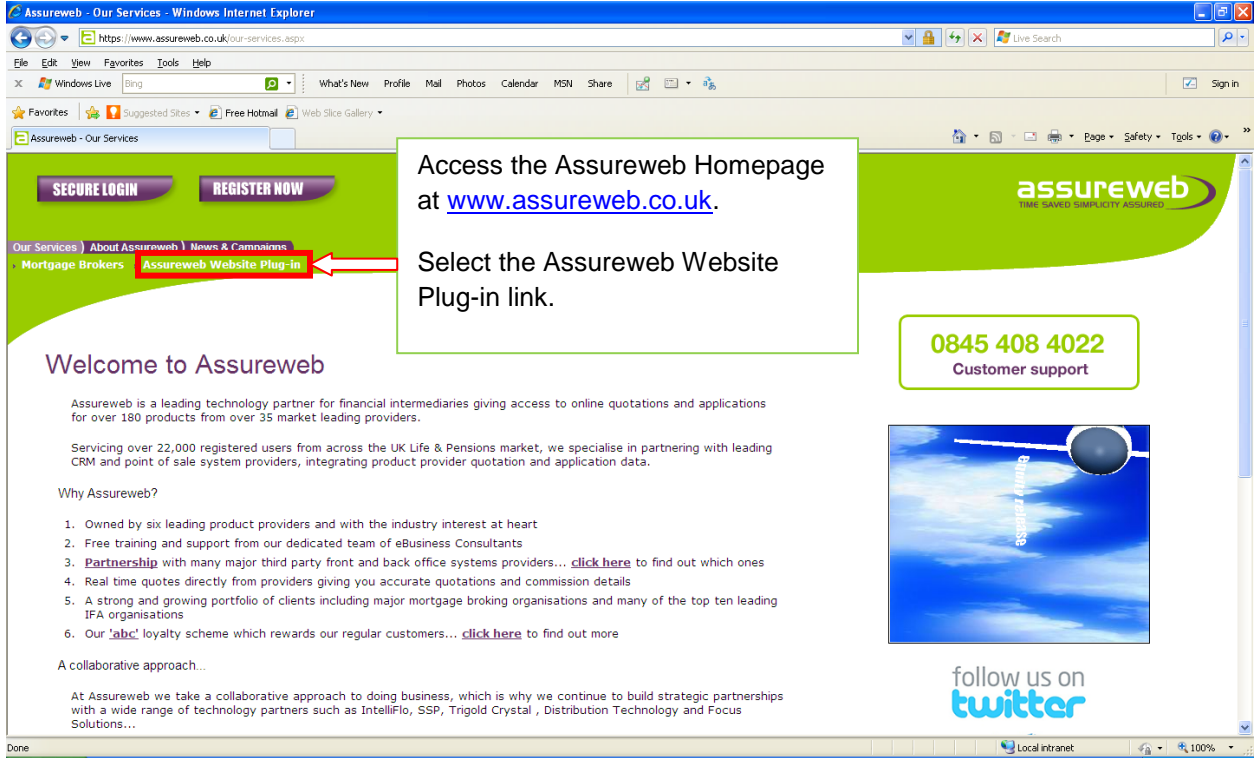 Assureweb - Our Services - Windows Internet Explorer
https://www.assureweb.co.uk/our-services.aspx
Live Search
File Edit View Favorites Tools Help
x Windows Live Bing What's New Profile Mail Photos Calendar MSN Share Sign in
Favorites Suggested Sites Free Hotmail Web Slice Gallery
Assureweb - Our Services
Page Safety Tools
SECURE LOGIN
REGISTER NOW
assureweb
TIME SAVED SIMPLICITY ASSURED
Our Services About Assureweb News & Campaigns
Mortgage Brokers Assureweb Website Plug-in
Access the Assureweb Homepage
at www.assureweb.co.uk.
Select the Assureweb Website
Plug-in link.
0845 408 4022
Customer support
Welcome to Assureweb
Assureweb is a leading technology partner for financial intermediaries giving access to online quotations and applications
for over 180 products from over 35 market leading providers.
Servicing over 22,000 registered users from across the UK Life & Pensions market, we specialise in partnering with leading
CRM and point of sale system providers, integrating product provider quotation and application data.
Why Assureweb?
1. Owned by six leading product providers and with the industry interest at heart
2. Free training and support from our dedicated team of eBusiness Consultants
3. Partnership with many major third party front and back office systems providers... click here to find out which ones
4. Real time quotes directly from providers giving you accurate quotations and commission details
5. A strong and growing portfolio of clients including major mortgage broking organisations and many of the top ten leading
IFA organisations
6. Our 'abc' loyalty scheme which rewards our regular customers... click here to find out more
equity release
A collaborative approach...
At Assureweb we take a collaborative approach to doing business, which is why we continue to build strategic partnerships
with a wide range of technology partners such as IntelliFlo, SSP, Trigold Crystal , Distribution Technology and Focus
Solutions...
follow us on
twitter
Done
Local intranet
100%